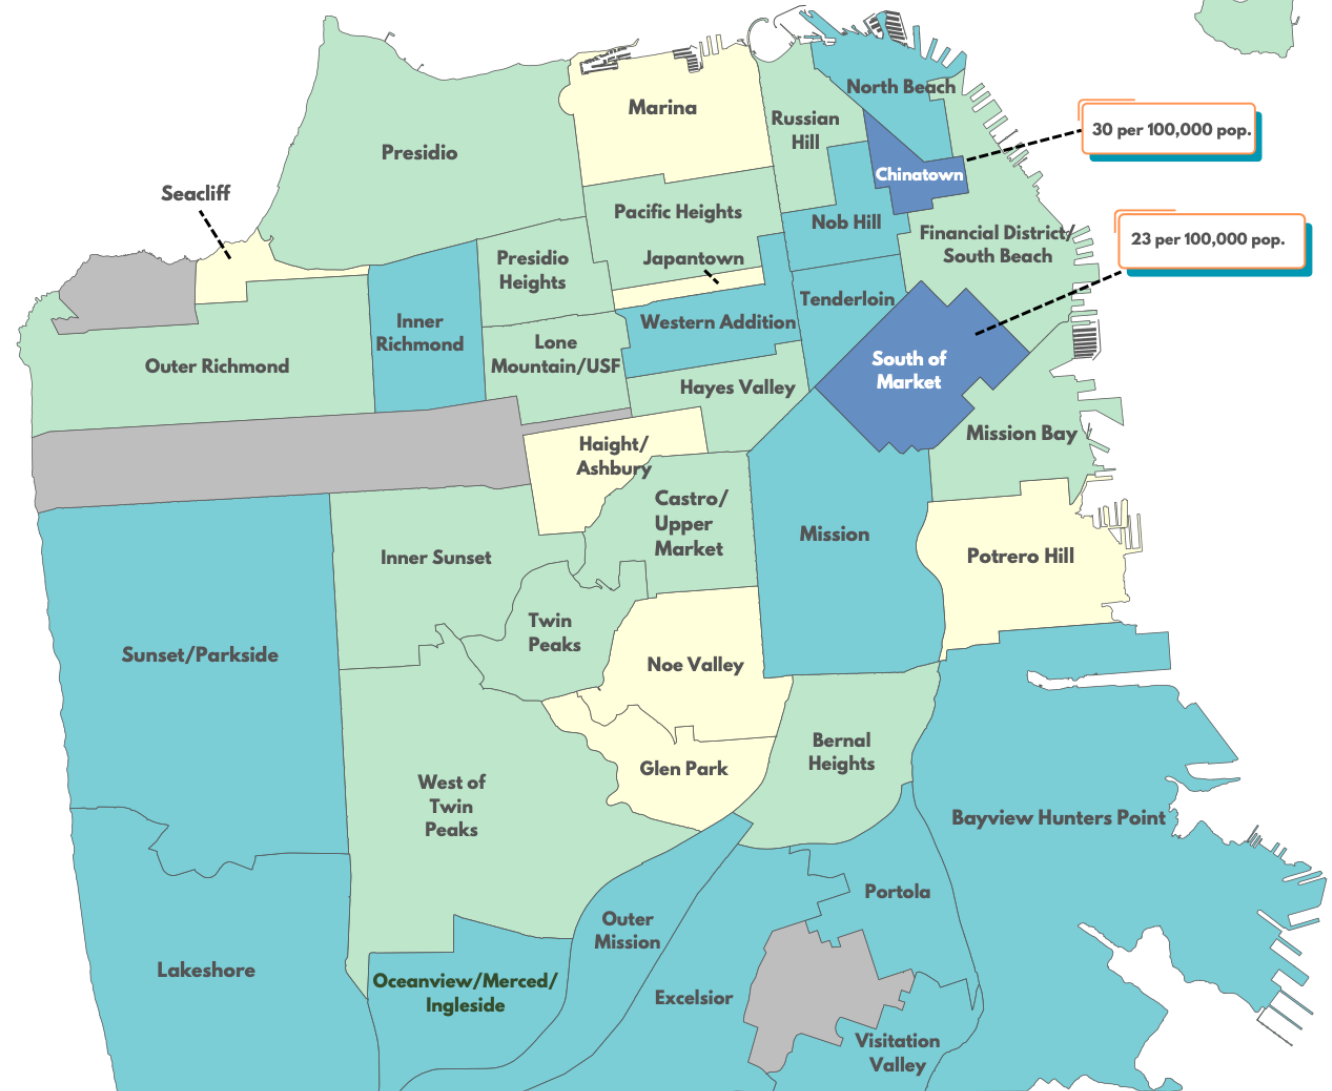 North Beach
Marina
Russian
Hill
30 per 100,000 pop.
Presidio
Chinatown
Seacliff
Pacific Heights
Nob Hill
Financial District/
South Beach
23 per 100,000 pop.
Presidio
Heights
Japantown
Tenderloin
Inner
Richmond
Western Addition
Lone
Mountain/USF
Outer Richmond
South of
Market
Hayes Valley
Mission Bay
Haight/
Ashbury
Castro/
Upper
Market
Mission
Inner Sunset
Potrero Hill
Twin
Peaks
Sunset/Parkside
Noe Valley
Bernal
Heights
Glen Park
West of
Twin
Peaks
Bayview Hunters Point
Portola
Outer
Mission
Lakeshore
Oceanview/Merced/
Ingleside
Excelsior
Visitation
Valley